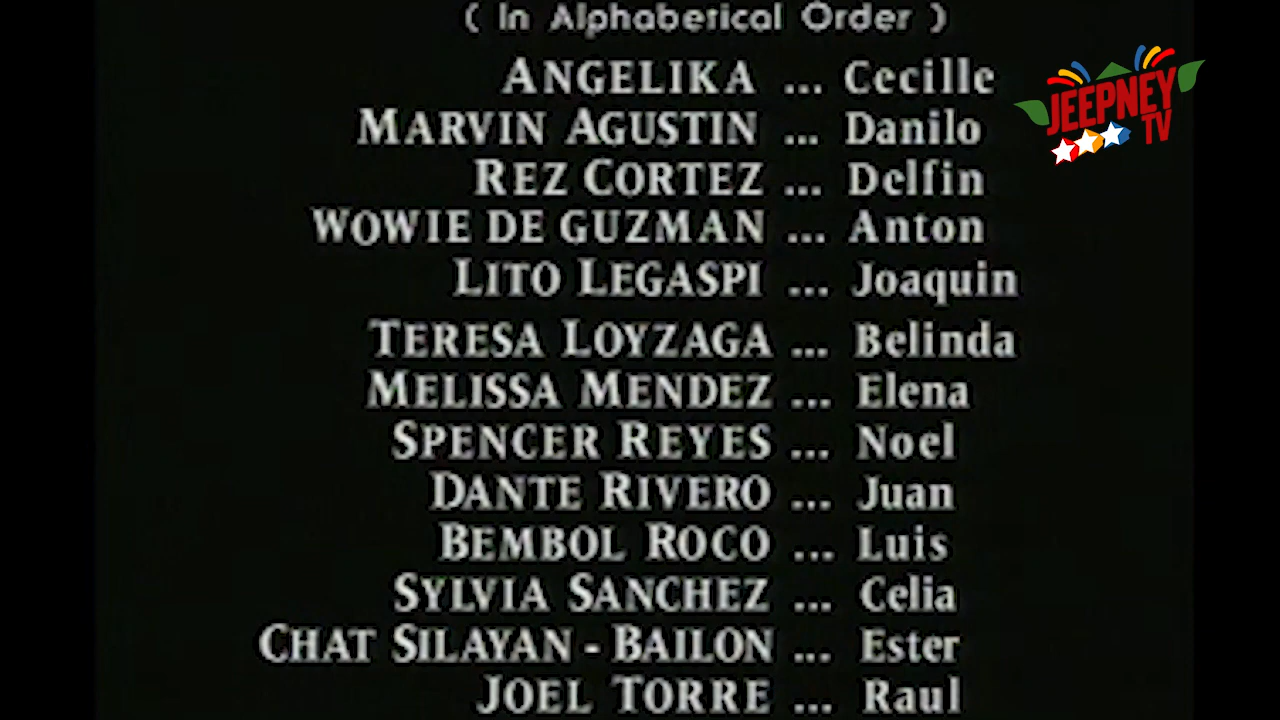 ( In Alphabetical Order )
ANGELIKA ... Cecille
MARVIN AGUSTIN ... Danilo
REZ CORTEZ ... Delfin
WOWIE DE GUZMAN ... Anton
LITO LEGASPI ... Joaquin
TERESA LOYZAGA ... Belinda
MELISSA MENDEZ ... Elena
SPENCER REYES ... Noel
DANTE RIVERO ... Juan
BEMBOL ROCO ... Luis
SYLVIA SANCHEZ ... Celia
CHAT SILAYAN - BAILON ... Ester
JOEL TORRE ... Raul
JEEPNEY
TV